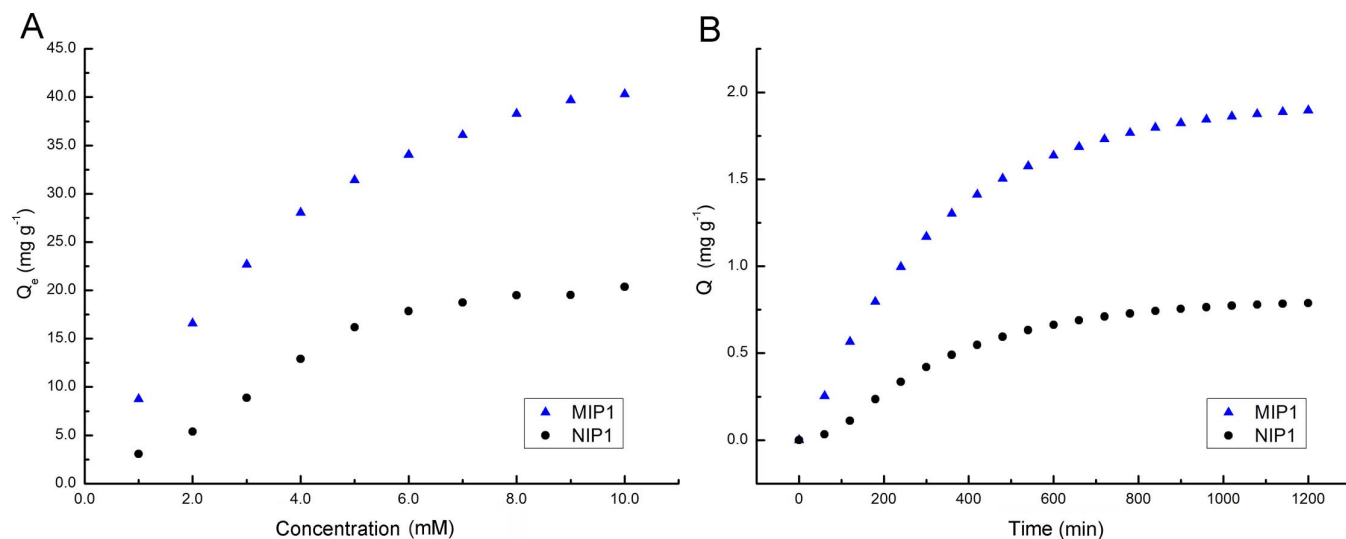 A
45.0
40.0
35.0
30.0
25.0
20.0
15.0
10.0
5.0
0.0
Qe (mg g-1)
0.0 2.0 4.0 6.0 8.0 10.0
Concentration (mM)
MIP1
NIP1
B
2.0
1.5
1.0
0.5
0.0
Q (mg g-1)
0 200 400 600 800 1000 1200
Time (min)
MIP1
NIP1